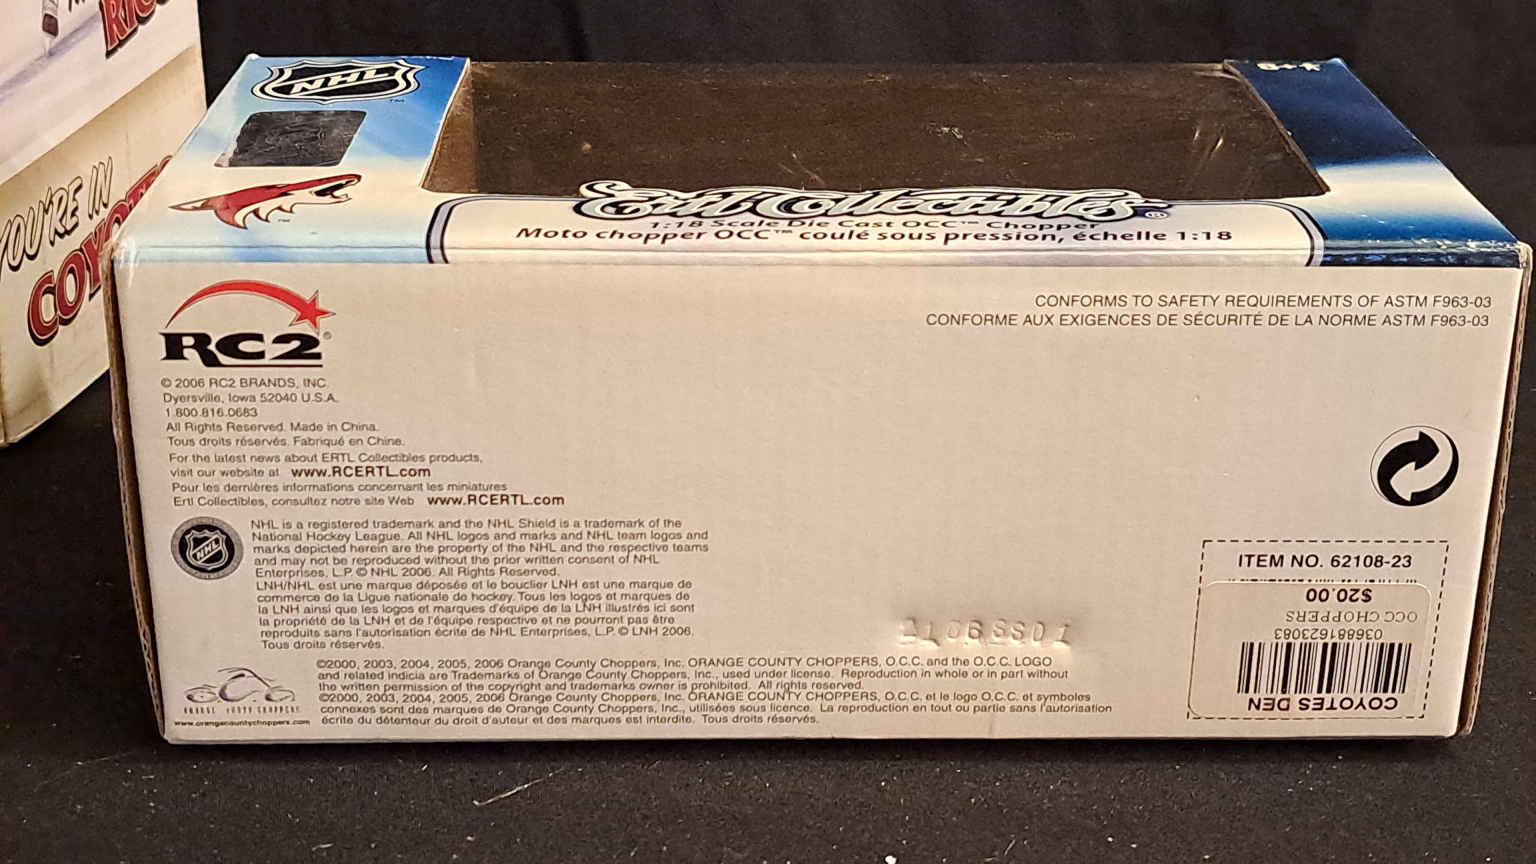 YOU'RE IN
NHL
TM
8+
Ertl Collectibles®
1:18 Scale Die Cast OCC™ Chopper
Moto chopper OCC™ coulé sous pression, échelle 1:18
RC2®
CONFORMS TO SAFETY REQUIREMENTS OF ASTM F963-03
CONFORME AUX EXIGENCES DE SÉCURITÉ DE LA NORME ASTM F963-03
© 2006 RC2 BRANDS, INC.
Dyersville, Iowa 52040 U.S.A.
1.800.816.0683
All Rights Reserved. Made in China.
Tous droits réservés. Fabriqué en Chine.
For the latest news about ERTL Collectibles products,
visit our website at www.RCERTL.com
Pour les dernières informations concernant les miniatures
Ertl Collectibles, consultez notre site Web www.RCERTL.com
NHL
NHL is a registered trademark and the NHL Shield is a trademark of the
National Hockey League. All NHL logos and marks and NHL team logos and
marks depicted herein are the property of the NHL and the respective teams
and may not be reproduced without the prior written consent of NHL
Enterprises, L.P. © NHL 2006. All Rights Reserved.
LNH/NHL est une marque déposée et le bouclier LNH est une marque de
commerce de la Ligue nationale de hockey. Tous les logos et marques de
la LNH ainsi que les logos et marques d'équipe de la LNH illustrés ici sont
la propriété de la LNH et de l'équipe respective et ne pourront pas être
reproduits sans l'autorisation écrite de NHL Enterprises, L.P. © LNH 2006.
Tous droits réservés.
ORANGE COUNTY CHOPPERS
www.orangecountychoppers.com
©2000, 2003, 2004, 2005, 2006 Orange County Choppers, Inc. ORANGE COUNTY CHOPPERS, O.C.C. and the O.C.C. LOGO
and related indicia are Trademarks of Orange County Choppers, Inc., used under license. Reproduction in whole or in part without
the written permission of the copyright and trademarks owner is prohibited. All rights reserved.
©2000, 2003, 2004, 2005, 2006 Orange County Choppers, Inc. ORANGE COUNTY CHOPPERS, O.C.C. et le logo O.C.C. et symboles
connexes sont des marques de Orange County Choppers, Inc., utilisées sous licence. La reproduction en tout ou partie sans l'autorisation
écrite du détenteur du droit d'auteur et des marques est interdite. Tous droits réservés.
ITEM NO. 62108-23
COYOTES DEN
036881623083
OCC CHOPPERS
$20.00